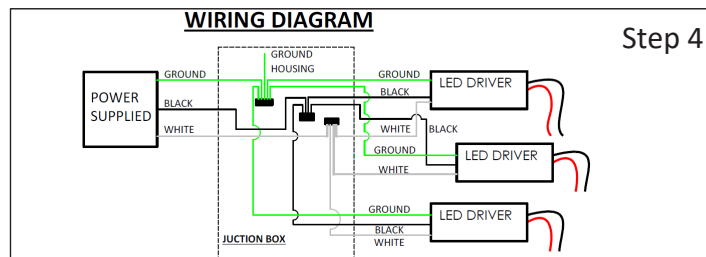 WIRING DIAGRAM
Step 4
GROUND
HOUSING
GROUND
GROUND
LED DRIVER
POWER
SUPPLIED
BLACK
BLACK
WHITE
WHITE
BLACK
GROUND
LED DRIVER
WHITE
GROUND
LED DRIVER
BLACK
WHITE
JUCTION BOX